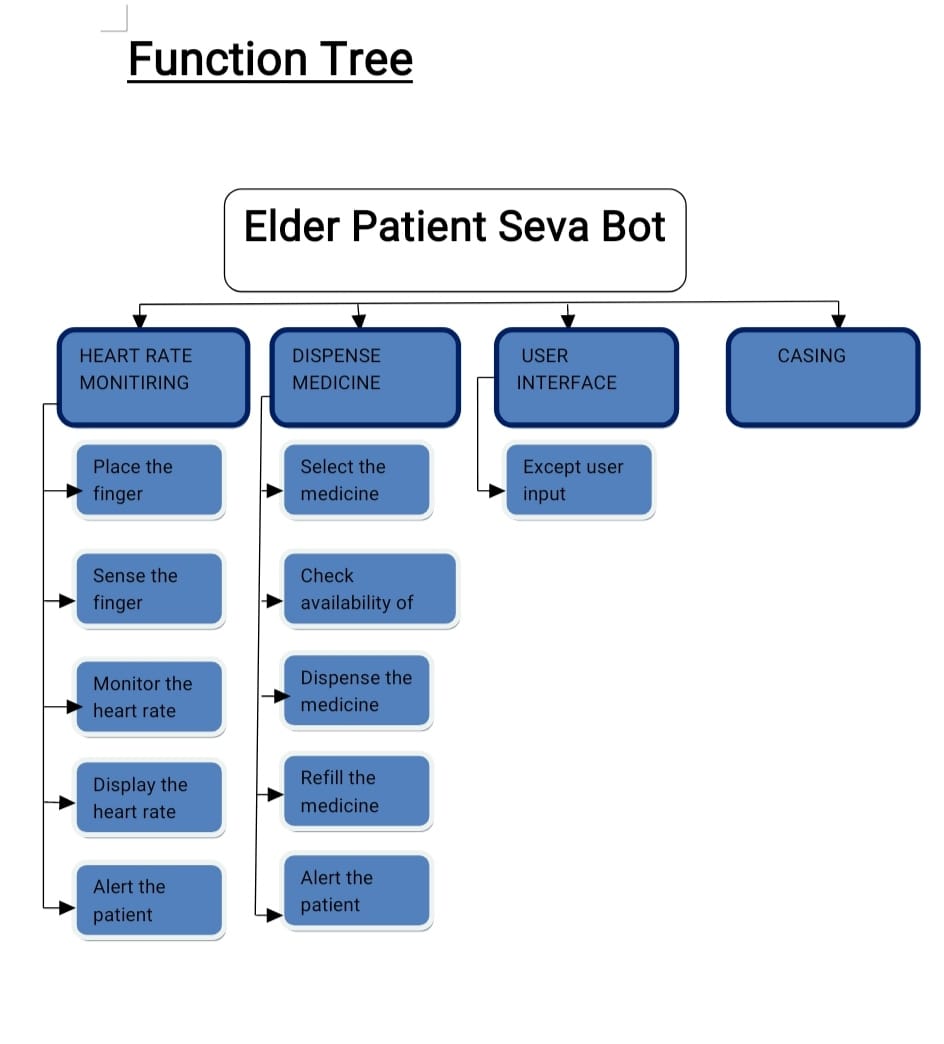 Function Tree
Elder Patient Seva Bot
HEART RATE
MONITIRING
Place the
finger
Sense the
finger
Monitor the
heart rate
Display the
heart rate
Alert the
patient
DISPENSE
MEDICINE
Select the
medicine
Check
availability of
Dispense the
medicine
Refill the
medicine
Alert the
patient
USER
INTERFACE
Except user
input
CASING